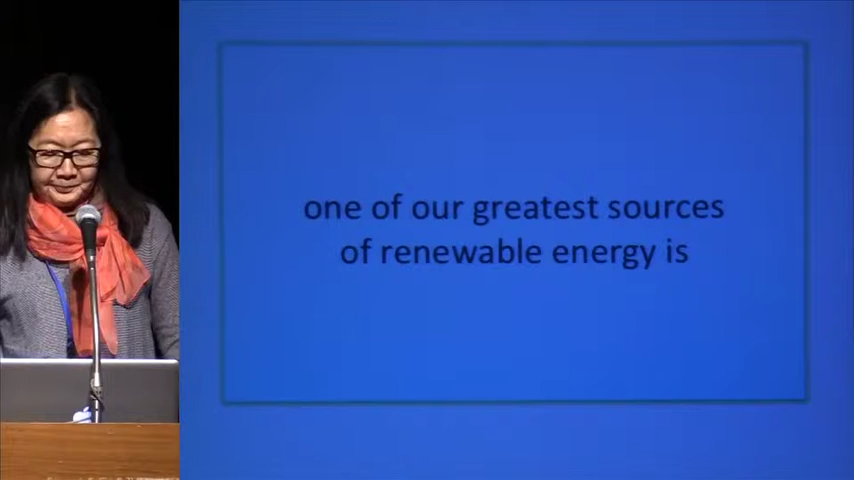 one of our greatest sources
of renewable energy is